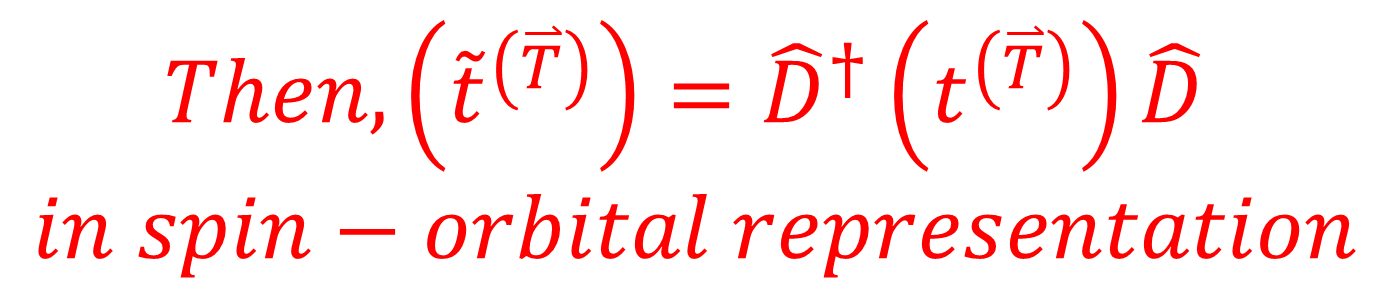 Then, (t̃^(T⃗)) = D̂† (t^(T⃗)) D̂
in spin − orbital representation